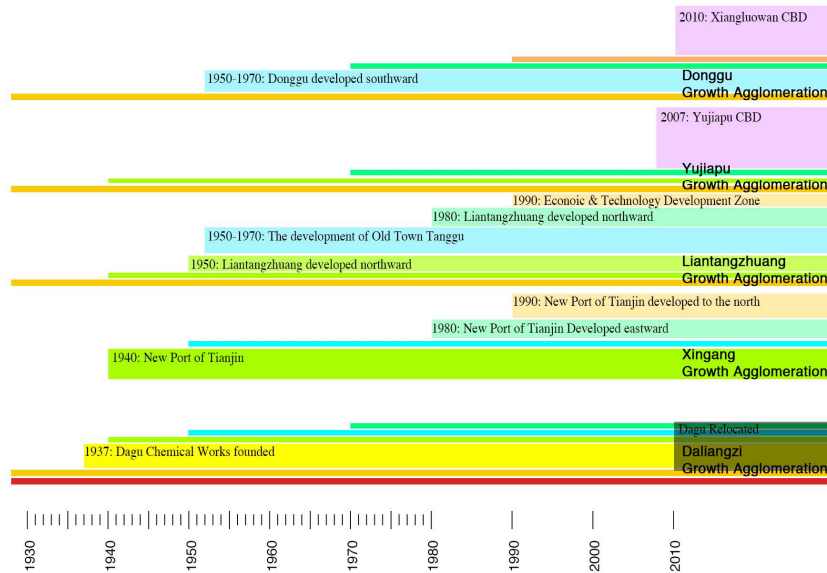 2010: Xiangluowan CBD
1950-1970: Donggu developed southward
Donggu
Growth Agglomeration
2007: Yujiapu CBD
Yujiapu
Growth Agglomeration
1990: Econoic & Technology Development Zone
1980: Liantangzhuang developed northward
1950-1970: The development of Old Town Tanggu
1950: Liantangzhuang developed northward
Liantangzhuang
Growth Agglomeration
1990: New Port of Tianjin developed to the north
1980: New Port of Tianjin Developed eastward
1940: New Port of Tianjin
Xingang
Growth Agglomeration
Dagu Relocated
1937: Dagu Chemical Works founded
Daliangzi
Growth Agglomeration
1930
1940
1950
1960
1970
1980
1990
2000
2010